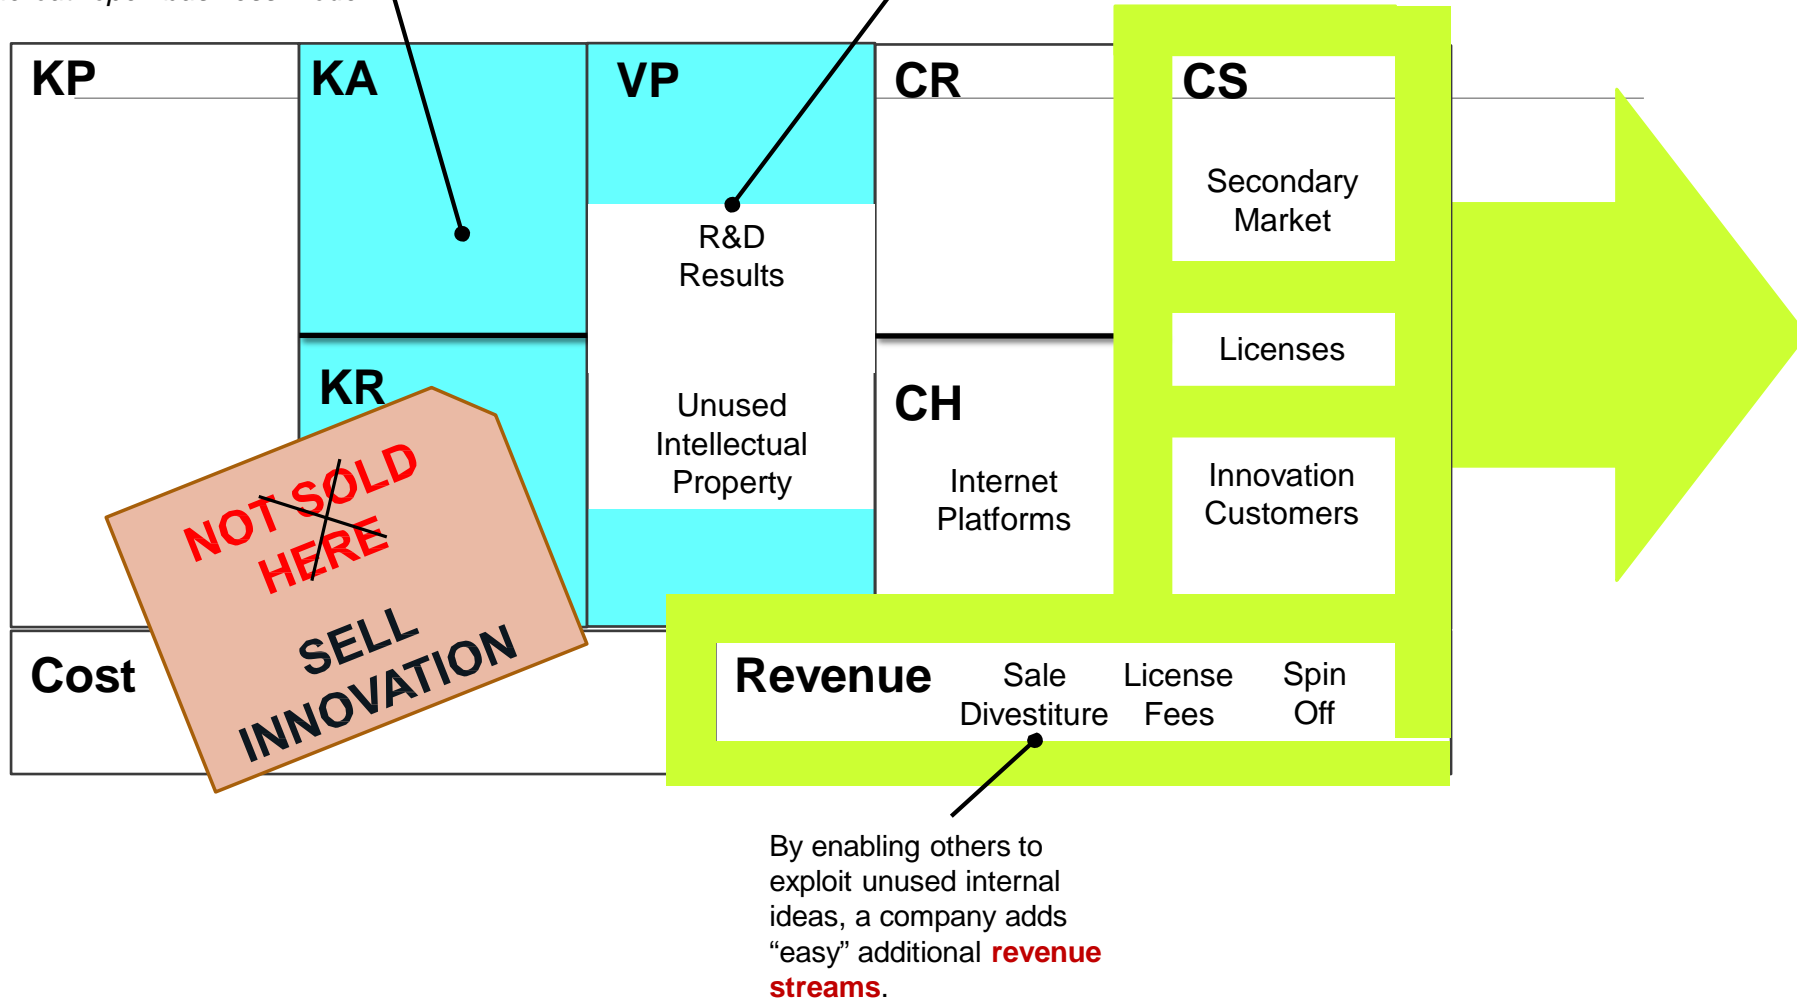 business
KP
KA
VP
CR
CS
Secondary
Market
R&D
Results
Licenses
KR
CH
Unused
Intellectual
Property
Internet
Platforms
Innovation
Customers
NOT SOLD
HERE
SELL
INNOVATION
Cost
Revenue
Sale
Divestiture
License
Fees
Spin
Off
By enabling others to
exploit unused internal
ideas, a company adds
“easy” additional revenue
streams.